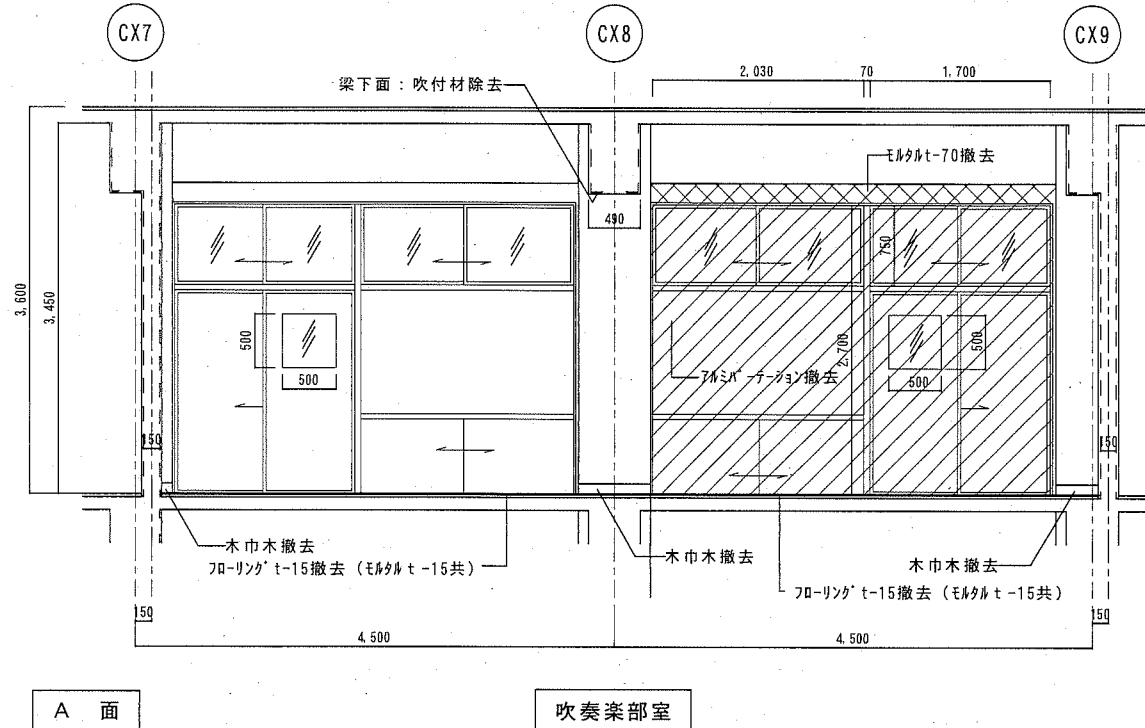 CX7
CX8
CX9
2,030
70
1,700
梁下面：吹付材除去
モルタルt-70撤去
490
750
3,600
3,450
500
500
2,700
500
500
アルミパーテーション撤去
150
150
木巾木撤去
フローリングt-15撤去（モルタルt-15共）
木巾木撤去
木巾木撤去
フローリングt-15撤去（モルタルt-15共）
150
150
4,500
4,500
A 面
吹奏楽部室